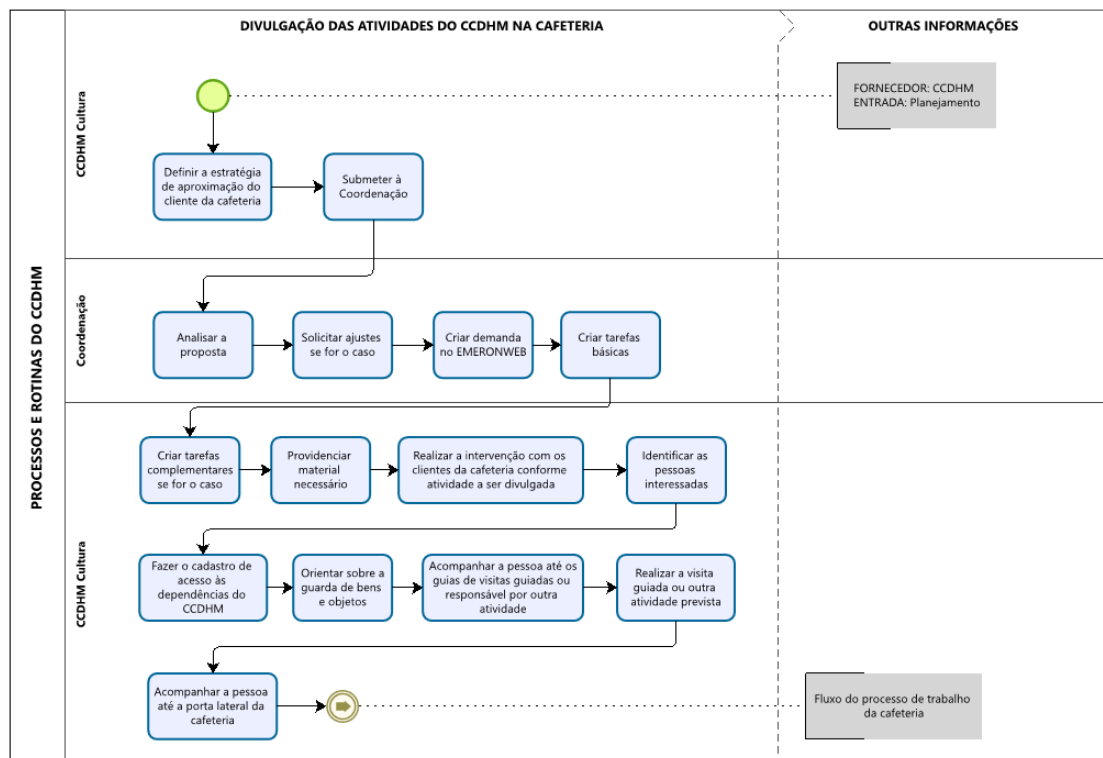 DIVULGAÇÃO DAS ATIVIDADES DO CCDHM NA CAFETERIA
OUTRAS INFORMAÇÕES
PROCESSOS E ROTINAS DO CCDHM
CCDHM Cultura
FORNECEDOR: CCDHM
ENTRADA: Planejamento
Definir a estratégia
de aproximação do
cliente da cafeteria
Submeter à
Coordenação
Coordenação
Analisar a
proposta
Solicitar ajustes
se for o caso
Criar demanda
no EMERONWEB
Criar tarefas
básicas
CCDHM Cultura
Criar tarefas
complementares
se for o caso
Providenciar
material
necessário
Realizar a intervenção com os
clientes da cafeteria conforme
atividade a ser divulgada
Identificar as
pessoas
interessadas
Fazer o cadastro de
acesso às
dependências do
CCDHM
Orientar sobre a
guarda de bens
e objetos
Acompanhar a pessoa até os
guias de visitas guiadas ou
responsável por outra
atividade
Realizar a visita
guiada ou outra
atividade prevista
Acompanhar a pessoa
até a porta lateral da
cafeteria
Fluxo do processo de trabalho
da cafeteria